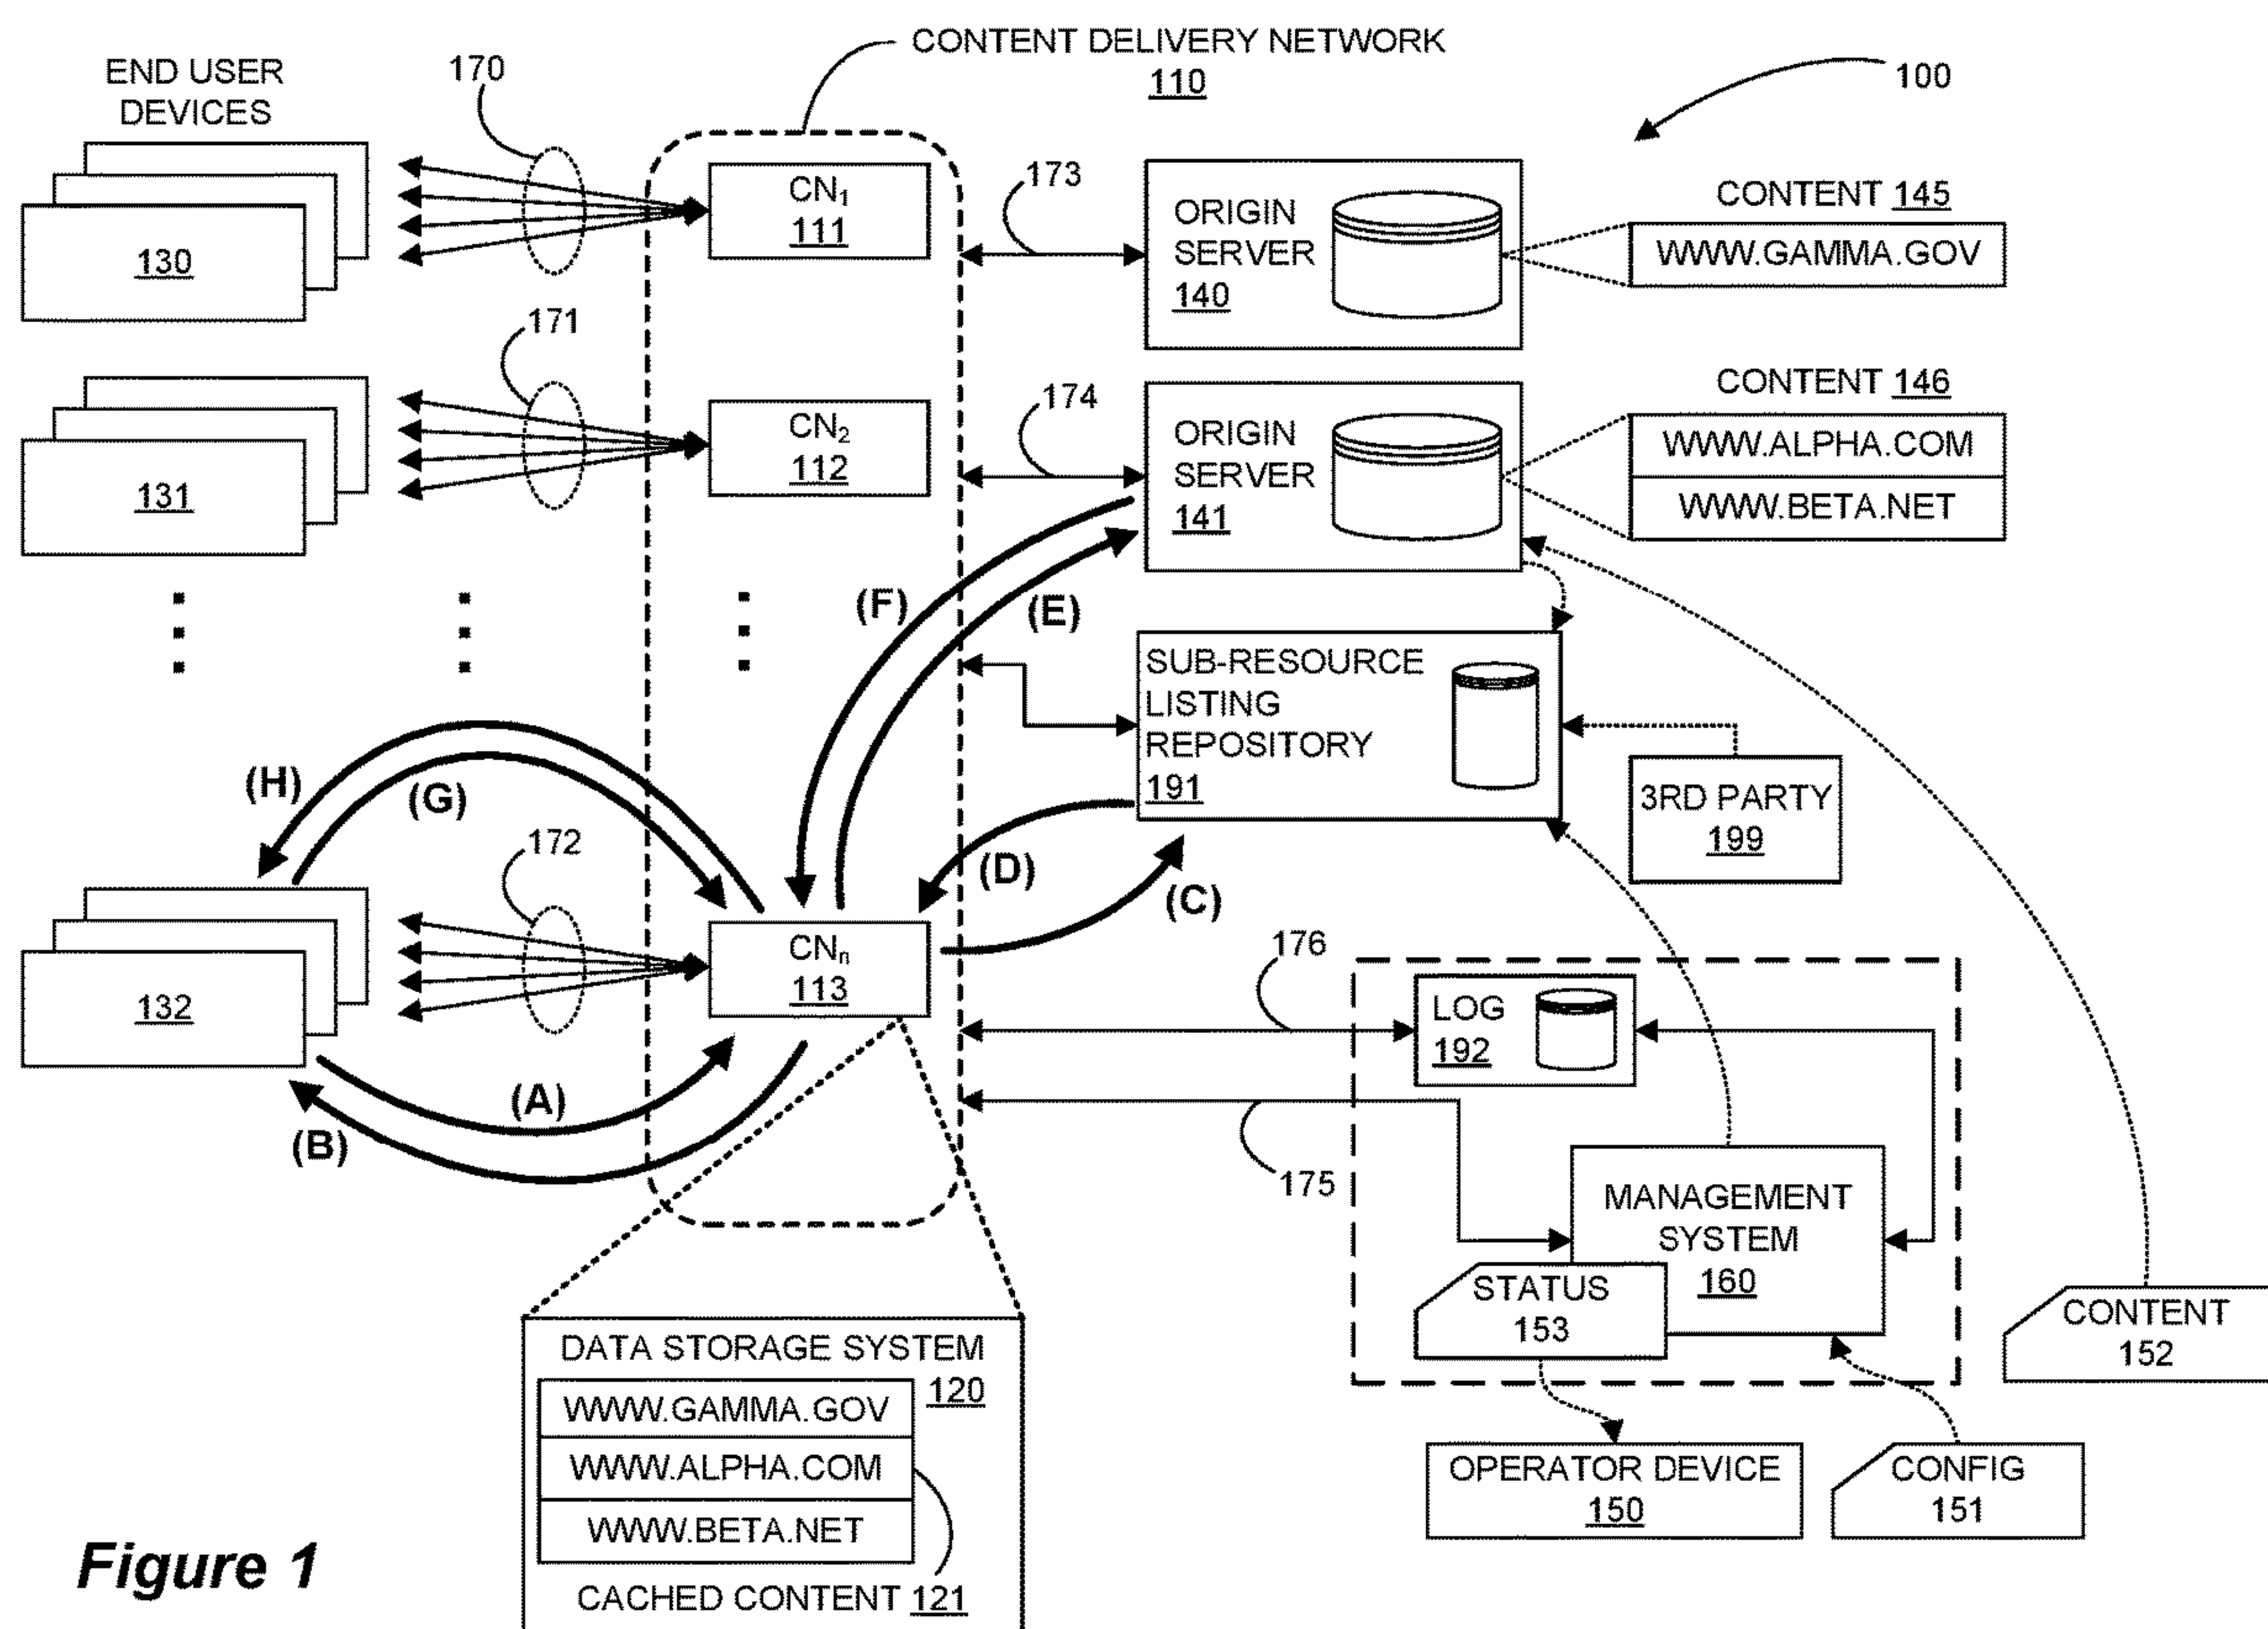 CONTENT DELIVERY NETWORK
110
100
END USER
DEVICES
170
130
CN1
111
173
ORIGIN
SERVER
140
CONTENT 145
WWW.GAMMA.GOV
171
131
CN2
112
174
ORIGIN
SERVER
141
CONTENT 146
WWW.ALPHA.COM
WWW.BETA.NET
(F)
(E)
SUB-RESOURCE
LISTING
REPOSITORY
191
3RD PARTY
199
(H)
(G)
(D)
(C)
172
132
CNn
113
(A)
(B)
176
LOG
192
175
MANAGEMENT
SYSTEM
160
STATUS
153
CONTENT
152
DATA STORAGE SYSTEM
120
WWW.GAMMA.GOV
WWW.ALPHA.COM
WWW.BETA.NET
CACHED CONTENT 121
OPERATOR DEVICE
150
CONFIG
151
Figure 1